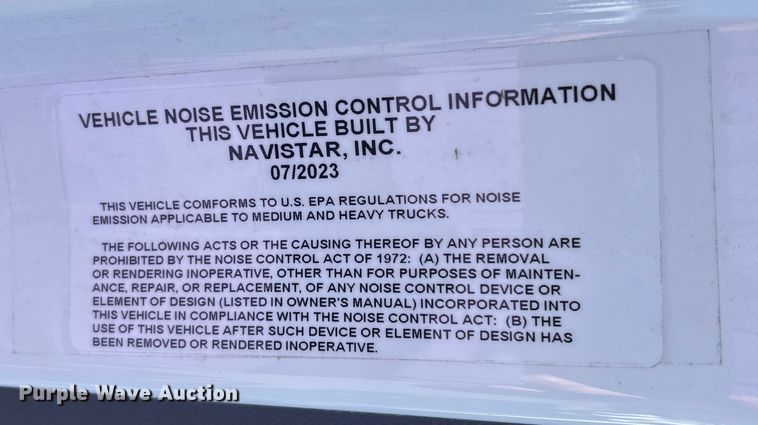 VEHICLE NOISE EMISSION CONTROL INFORMATION
THIS VEHICLE BUILT BY
NAVISTAR, INC.
07/2023
THIS VEHICLE COMFORMS TO U.S. EPA REGULATIONS FOR NOISE
EMISSION APPLICABLE TO MEDIUM AND HEAVY TRUCKS.
THE FOLLOWING ACTS OR THE CAUSING THEREOF BY ANY PERSON ARE
PROHIBITED BY THE NOISE CONTROL ACT OF 1972: (A) THE REMOVAL
OR RENDERING INOPERATIVE, OTHER THAN FOR PURPOSES OF MAINTEN-
ANCE, REPAIR, OR REPLACEMENT, OF ANY NOISE CONTROL DEVICE OR
ELEMENT OF DESIGN (LISTED IN OWNER'S MANUAL) INCORPORATED INTO
THIS VEHICLE IN COMPLIANCE WITH THE NOISE CONTROL ACT: (B) THE
USE OF THIS VEHICLE AFTER SUCH DEVICE OR ELEMENT OF DESIGN HAS
BEEN REMOVED OR RENDERED INOPERATIVE.
Purple Wave Auction